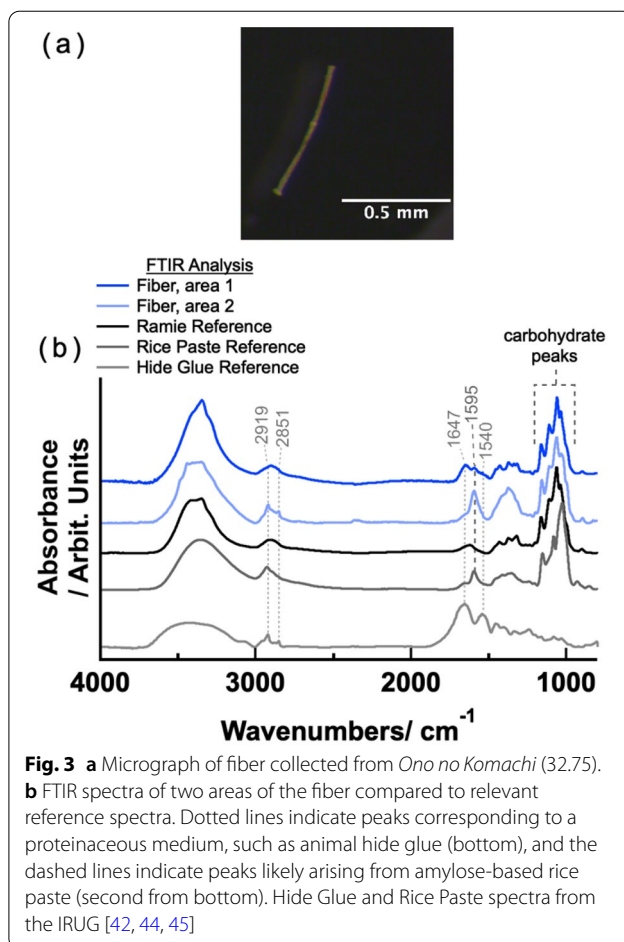 (a)
0.5 mm
FTIR Analysis
Fiber, area 1
Fiber, area 2
Ramie Reference
Rice Paste Reference
Hide Glue Reference
(b)
carbohydrate
peaks
2919
2851
1647
1595
1540
Absorbance
/ Arbit. Units
4000
3000
2000
1000
Wavenumbers/ cm⁻¹
Fig. 3 a Micrograph of fiber collected from Ono no Komachi (32.75).
b FTIR spectra of two areas of the fiber compared to relevant
reference spectra. Dotted lines indicate peaks corresponding to a
proteinaceous medium, such as animal hide glue (bottom), and the
dashed lines indicate peaks likely arising from amylose-based rice
paste (second from bottom). Hide Glue and Rice Paste spectra from
the IRUG [42, 44, 45]